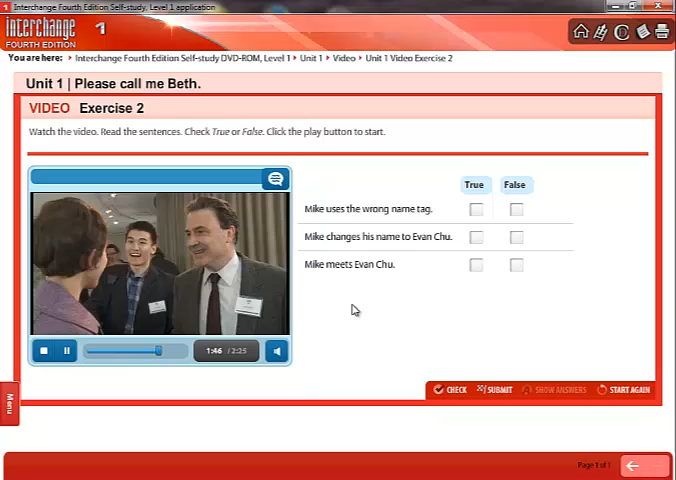 Interchange Fourth Edition Self-study, Level 1 application
interchange 1
FOURTH EDITION
You are here: Interchange Fourth Edition Self-study DVD-ROM, Level 1 Unit 1 Video Unit 1 Video Exercise 2
Unit 1 | Please call me Beth.
VIDEO Exercise 2
Watch the video. Read the sentences. Check True or False. Click the play button to start.
True False
Mike uses the wrong name tag.
Mike changes his name to Evan Chu.
Mike meets Evan Chu.
1:46 / 2:25
Menu
CHECK SUBMIT SHOW ANSWERS START AGAIN
Page 1 of 1